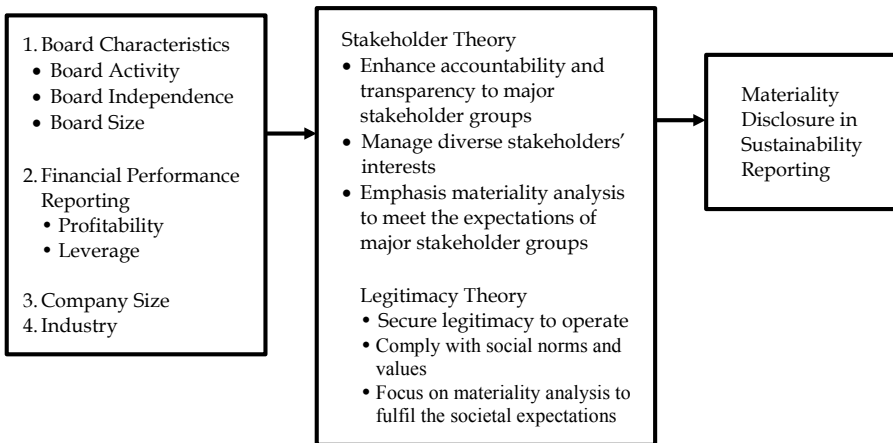 1. Board Characteristics
• Board Activity
• Board Independence
• Board Size
2. Financial Performance
Reporting
• Profitability
• Leverage
3. Company Size
4. Industry
Stakeholder Theory
• Enhance accountability and
transparency to major
stakeholder groups
• Manage diverse stakeholders’
interests
• Emphasis materiality analysis
to meet the expectations of
major stakeholder groups
Legitimacy Theory
• Secure legitimacy to operate
• Comply with social norms and
values
• Focus on materiality analysis to
fulfil the societal expectations
Materiality
Disclosure in
Sustainability
Reporting